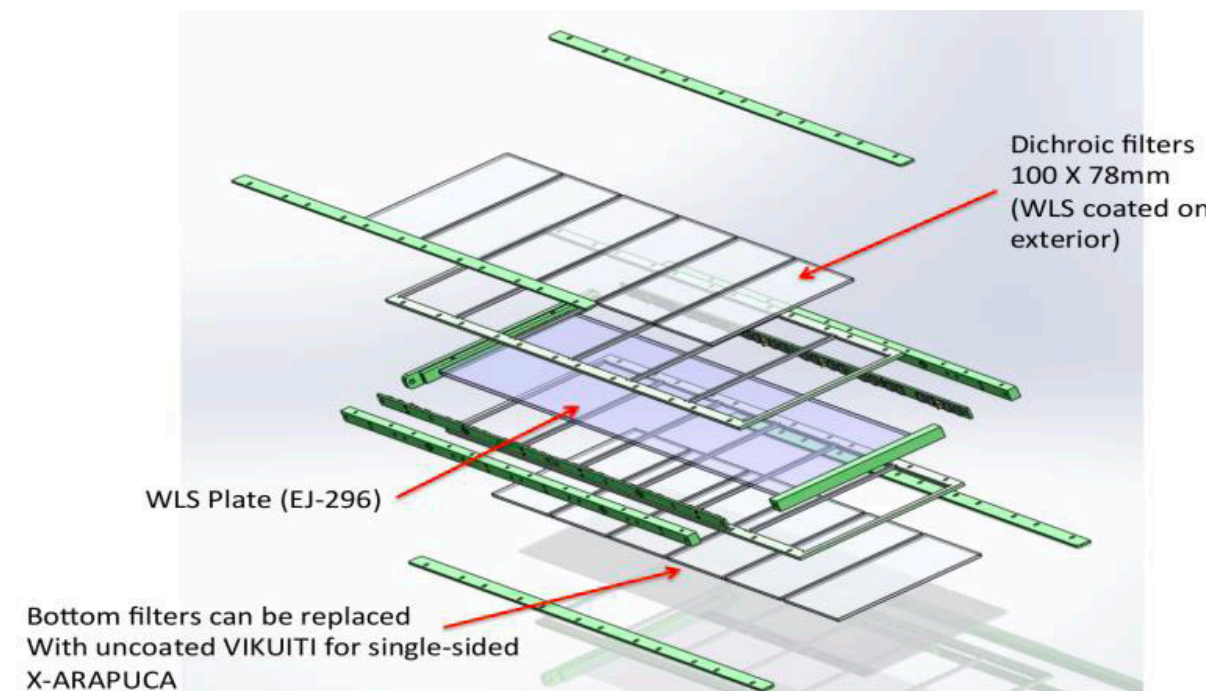 Dichroic filters
100 X 78mm
(WLS coated on
exterior)
WLS Plate (EJ-296)
Bottom filters can be replaced
With uncoated VIKUITI for single-sided
X-ARAPUCA